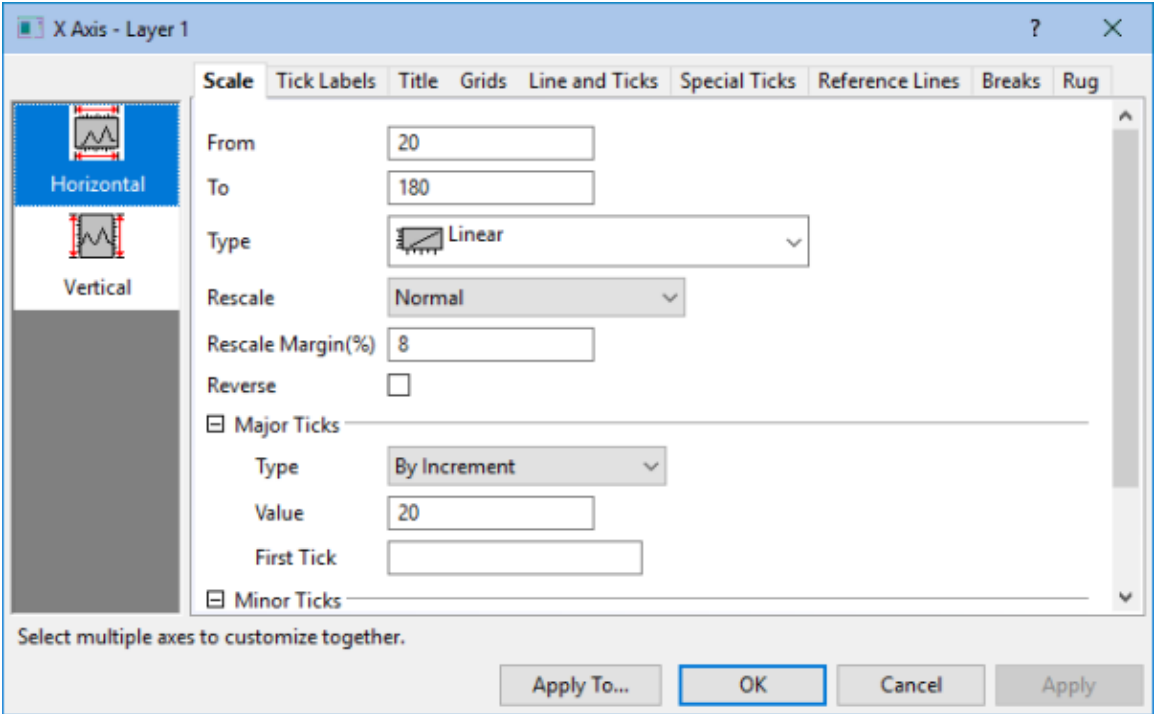 X Axis - Layer 1 ?
Scale Tick Labels Title Grids Line and Ticks Special Ticks Reference Lines Breaks Rug
Horizontal
Vertical
From 20
To 180
Type Linear
Rescale Normal
Rescale Margin(%) 8
Reverse
Major Ticks
Type By Increment
Value 20
First Tick
Minor Ticks
Select multiple axes to customize together.
Apply To... OK Cancel Apply